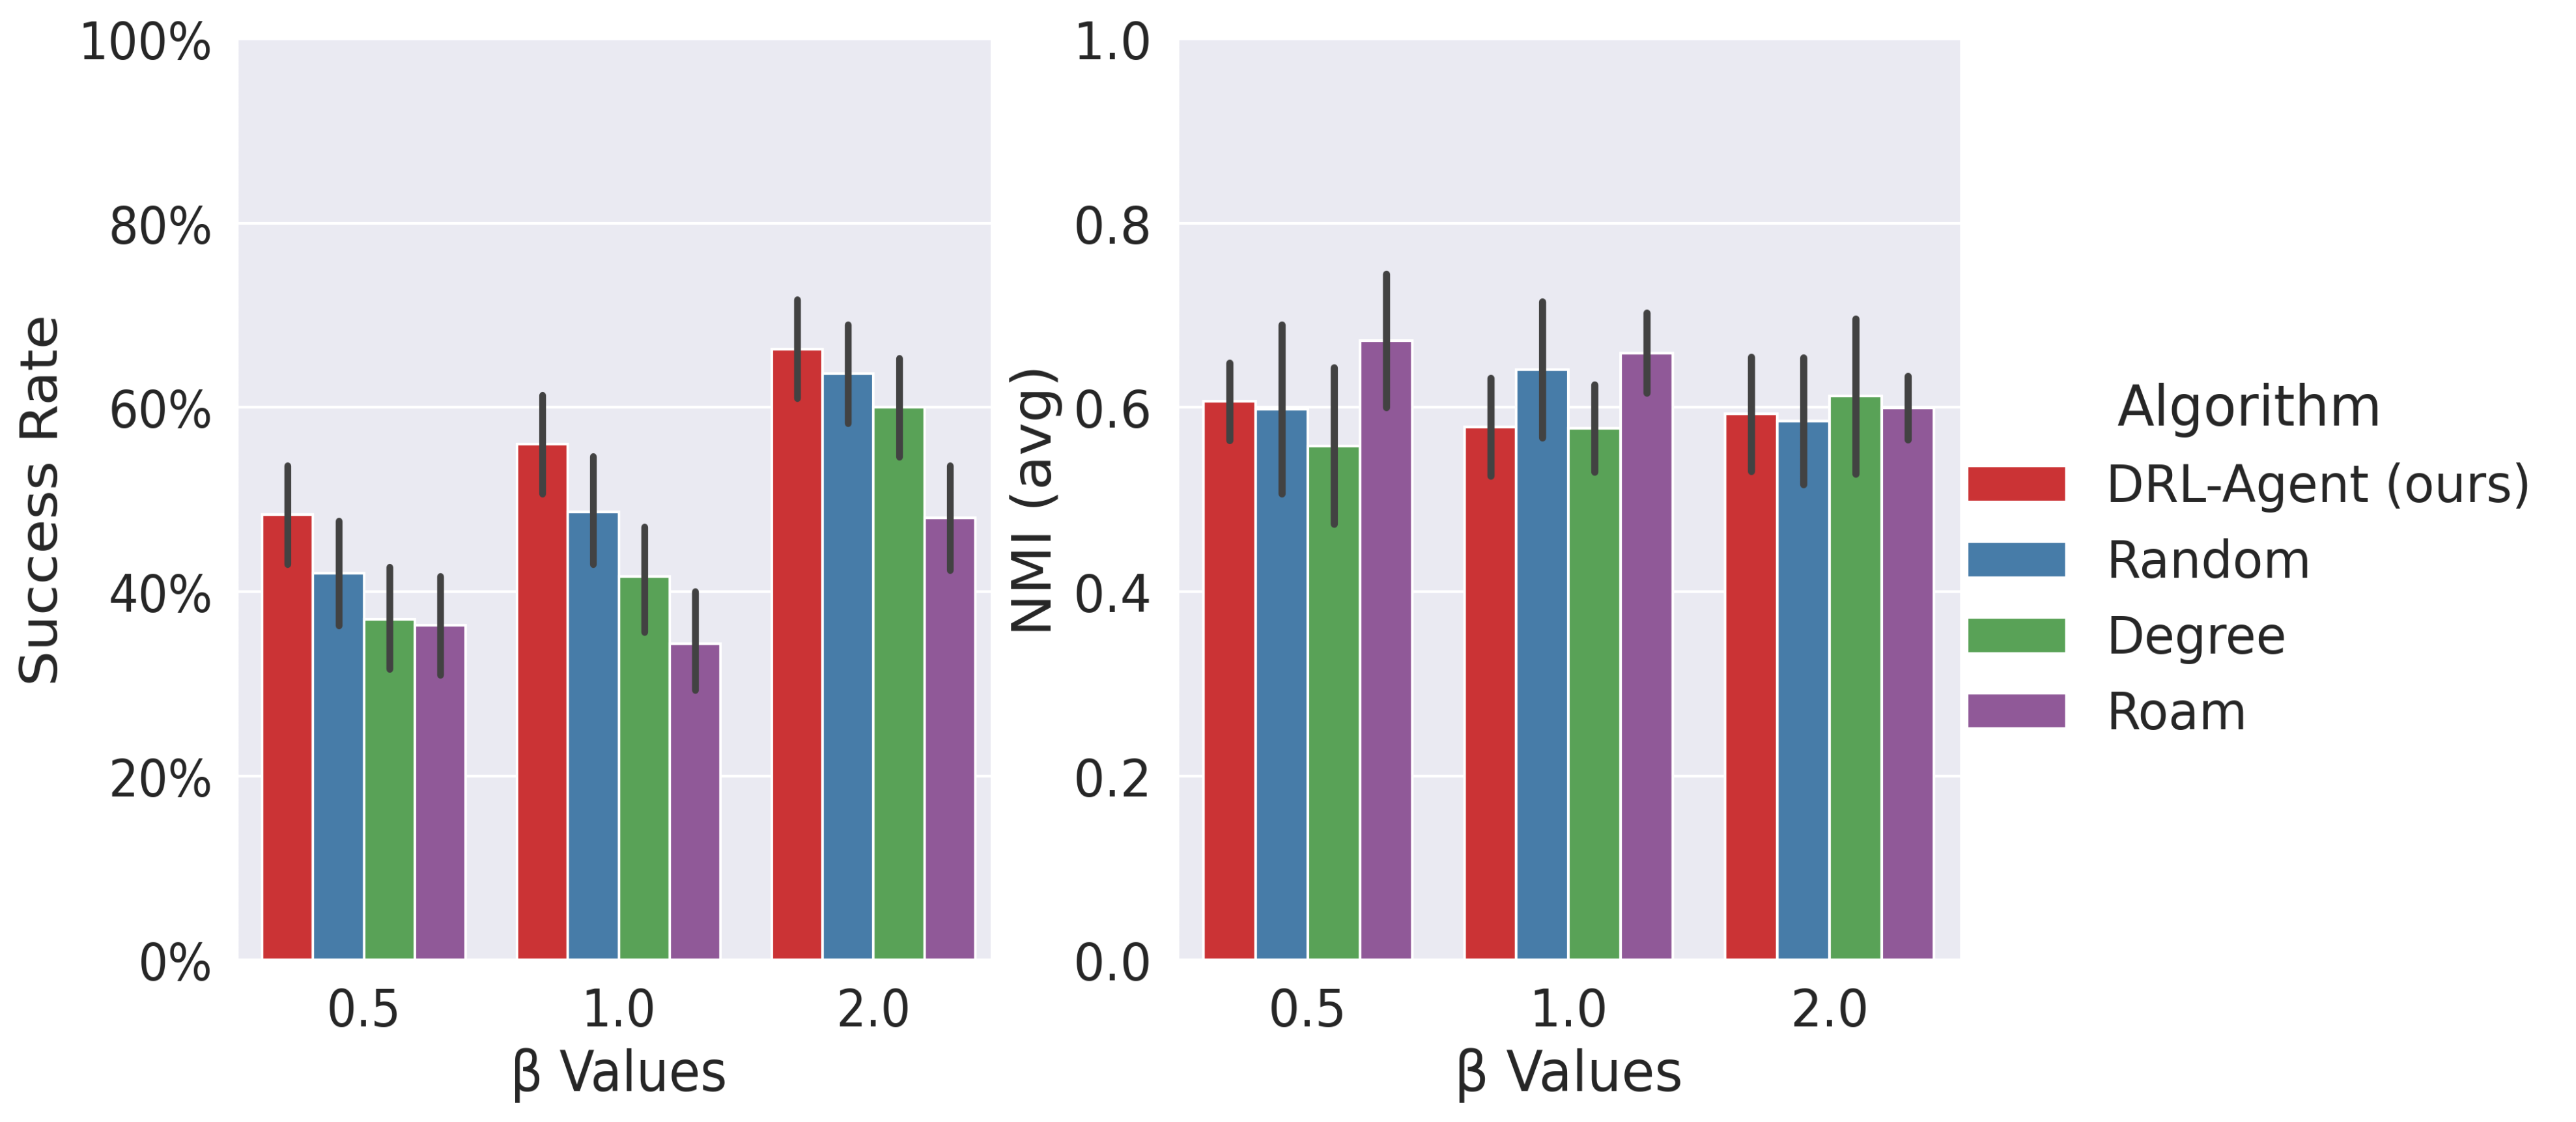 100%
80%
60%
40%
20%
0%
Success Rate
0.5 1.0 2.0
β Values
1.0
0.8
0.6
0.4
0.2
0.0
NMI (avg)
0.5 1.0 2.0
β Values
Algorithm
DRL-Agent (ours)
Random
Degree
Roam